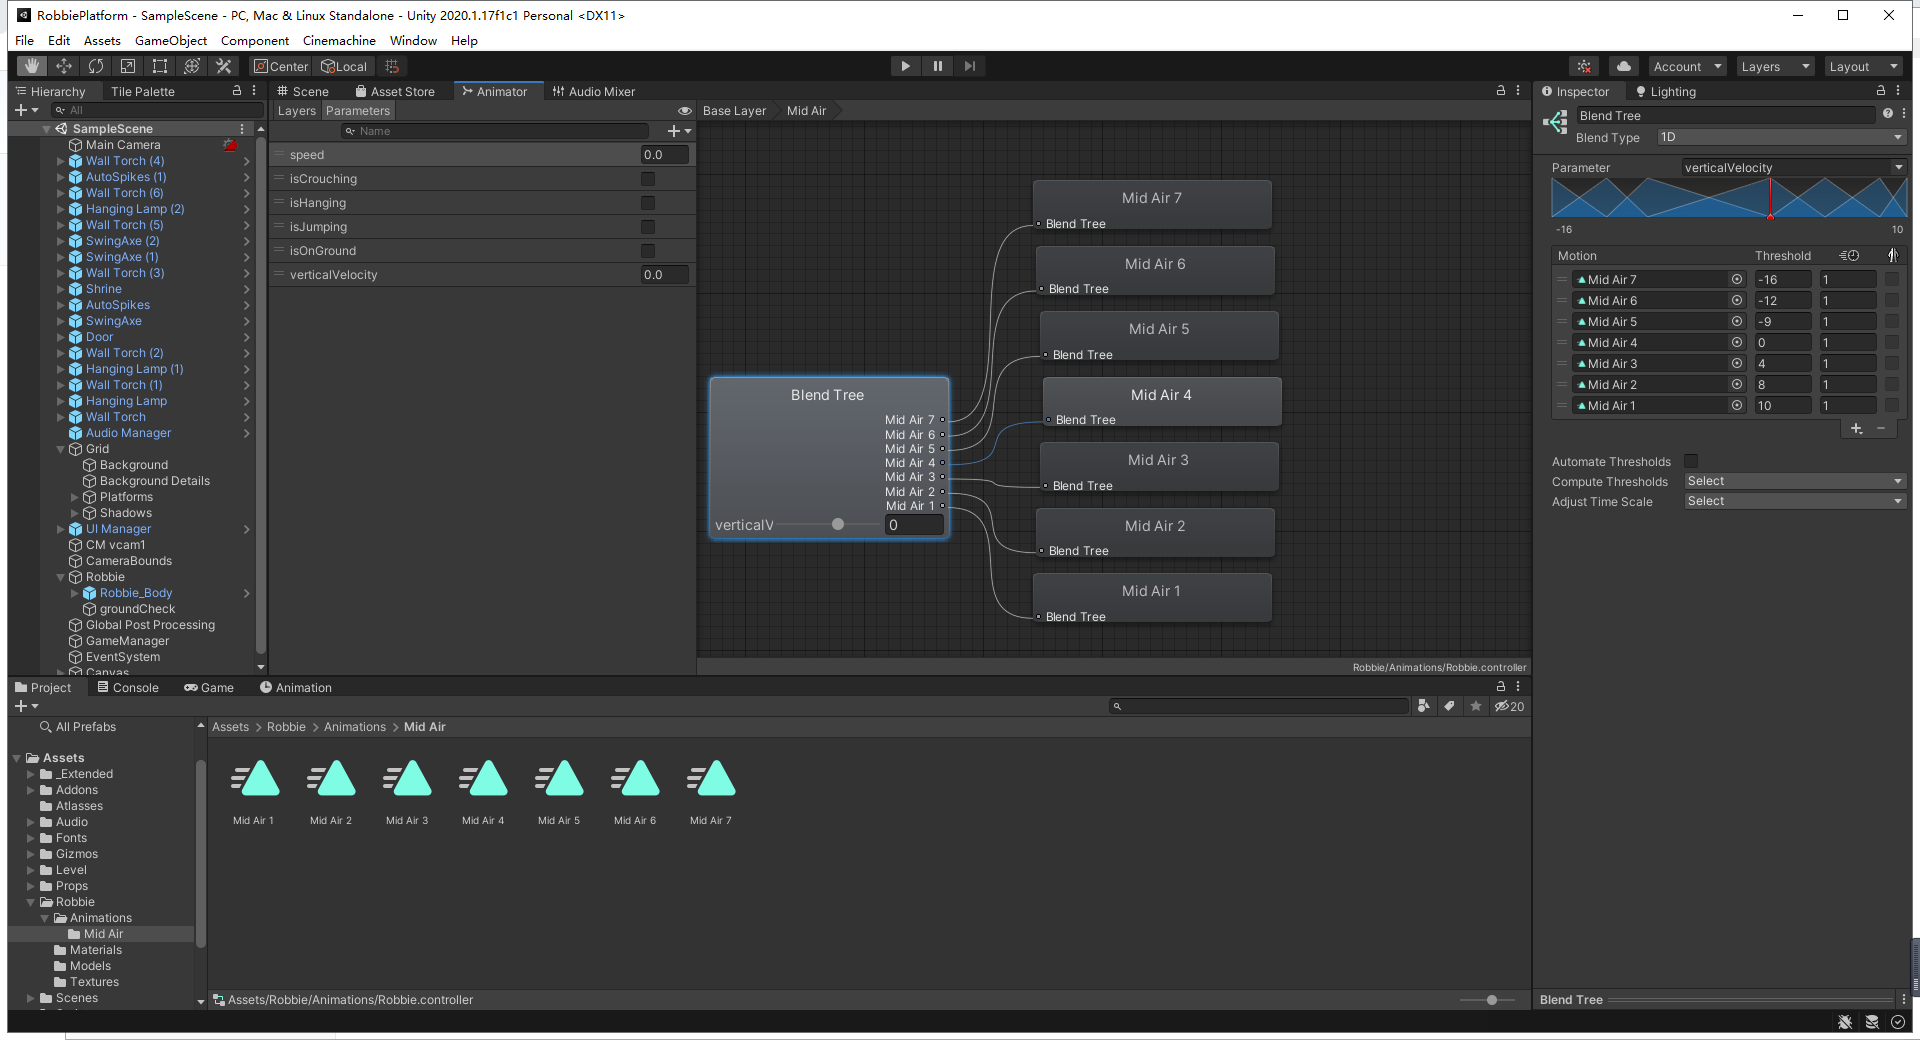 RobbiePlatform - SampleScene - PC, Mac & Linux Standalone - Unity 2020.1.17f1c1 Personal <DX11>
File Edit Assets GameObject Component Cinemachine Window Help
Center Local Account Layers Layout
Hierarchy Tile Palette
All
SampleScene
Main Camera
Wall Torch (4)
AutoSpikes (1)
Wall Torch (6)
Hanging Lamp (2)
Wall Torch (5)
SwingAxe (2)
SwingAxe (1)
Wall Torch (3)
Shrine
AutoSpikes
SwingAxe
Door
Wall Torch (2)
Hanging Lamp (1)
Wall Torch (1)
Hanging Lamp
Wall Torch
Audio Manager
Grid
Background
Background Details
Platforms
Shadows
UI Manager
CM vcam1
CameraBounds
Robbie
Robbie_Body
groundCheck
Global Post Processing
GameManager
EventSystem
Canvas
Scene Asset Store Animator Audio Mixer
Layers Parameters
Name
speed 0.0
isCrouching
isHanging
isJumping
isOnGround
verticalVelocity 0.0
Base Layer Mid Air
Blend Tree
Mid Air 7
Mid Air 6
Mid Air 5
Mid Air 4
Mid Air 3
Mid Air 2
Mid Air 1
verticalV 0
Mid Air 7
Blend Tree
Mid Air 6
Blend Tree
Mid Air 5
Blend Tree
Mid Air 4
Blend Tree
Mid Air 3
Blend Tree
Mid Air 2
Blend Tree
Mid Air 1
Blend Tree
Robbie/Animations/Robbie.controller
Inspector Lighting
Blend Tree
Blend Type 1D
Parameter verticalVelocity
-16 10
Motion Threshold
Mid Air 7 -16 1
Mid Air 6 -12 1
Mid Air 5 -9 1
Mid Air 4 0 1
Mid Air 3 4 1
Mid Air 2 8 1
Mid Air 1 10 1
Automate Thresholds
Compute Thresholds Select
Adjust Time Scale Select
Blend Tree
Project Console Game Animation
20
All Prefabs
Assets
_Extended
Addons
Atlasses
Audio
Fonts
Gizmos
Level
Props
Robbie
Animations
Mid Air
Materials
Models
Textures
Scenes
Assets > Robbie > Animations > Mid Air
Mid Air 1 Mid Air 2 Mid Air 3 Mid Air 4 Mid Air 5 Mid Air 6 Mid Air 7
Assets/Robbie/Animations/Robbie.controller